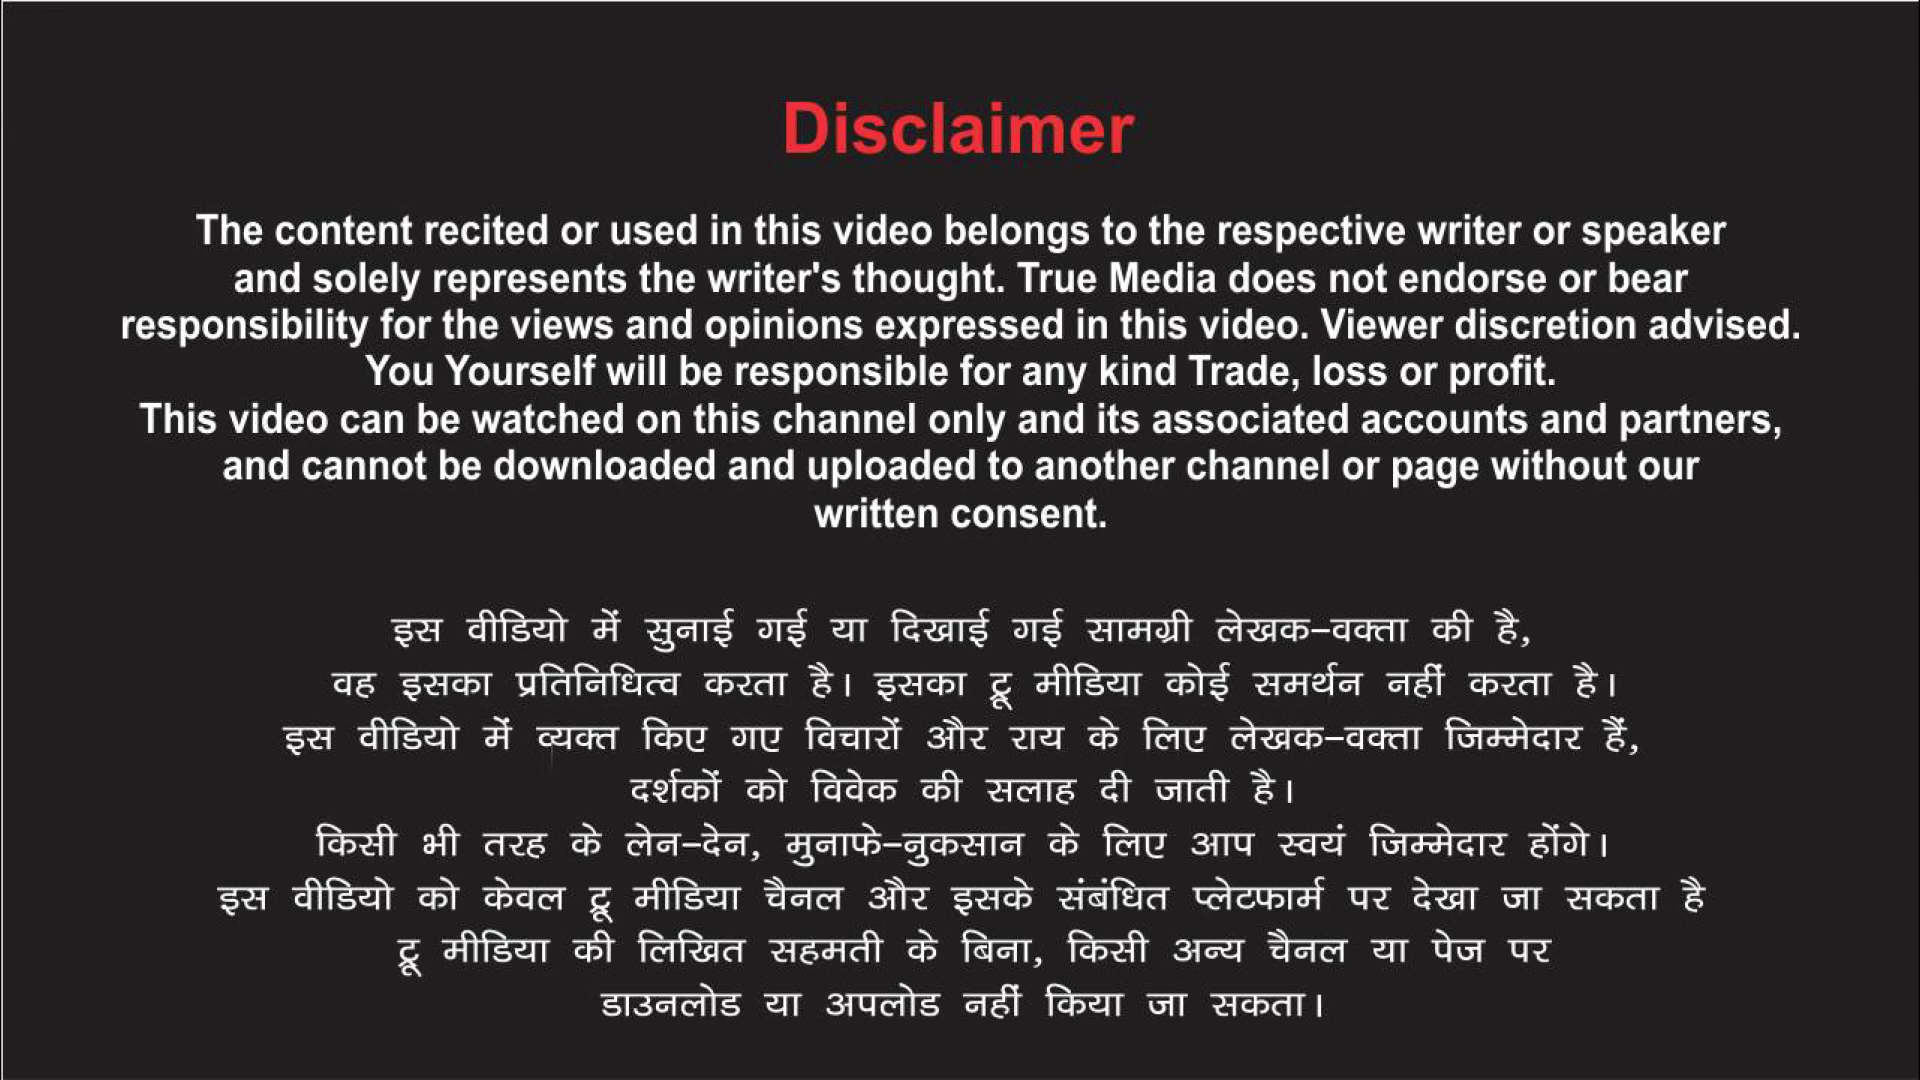 Disclaimer
The content recited or used in this video belongs to the respective writer or speaker
and solely represents the writer's thought. True Media does not endorse or bear
responsibility for the views and opinions expressed in this video. Viewer discretion advised.
You Yourself will be responsible for any kind Trade, loss or profit.
This video can be watched on this channel only and its associated accounts and partners,
and cannot be downloaded and uploaded to another channel or page without our
written consent.
इस वीडियो में सुनाई गई या दिखाई गई सामग्री लेखक–वक्ता की है,
वह इसका प्रतिनिधित्व करता है। इसका ट्रू मीडिया कोई समर्थन नहीं करता है।
इस वीडियो में व्यक्त किए गए विचारों और राय के लिए लेखक–वक्ता जिम्मेदार हैं,
दर्शकों को विवेक की सलाह दी जाती है।
किसी भी तरह के लेन–देन, मुनाफे–नुकसान के लिए आप स्वयं जिम्मेदार होंगे।
इस वीडियो को केवल ट्रू मीडिया चैनल और इसके संबंधित प्लेटफार्म पर देखा जा सकता है
ट्रू मीडिया की लिखित सहमती के बिना, किसी अन्य चैनल या पेज पर
डाउनलोड या अपलोड नहीं किया जा सकता।